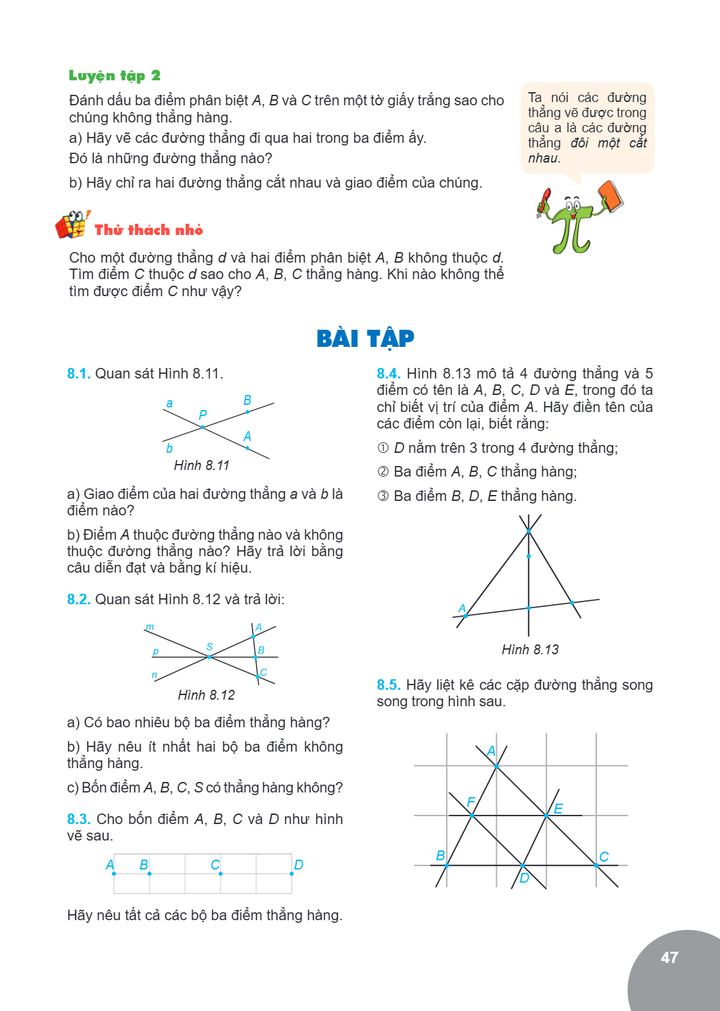 Luyện tập 2
Đánh dấu ba điểm phân biệt A, B và C trên một tờ giấy trắng sao cho
chúng không thẳng hàng.
a) Hãy vẽ các đường thẳng đi qua hai trong ba điểm ấy.
Đó là những đường thẳng nào?
b) Hãy chỉ ra hai đường thẳng cắt nhau và giao điểm của chúng.
Ta nói các đường
thẳng vẽ được trong
câu a là các đường
thẳng đôi một cắt
nhau.
Thử thách nhỏ
Cho một đường thẳng d và hai điểm phân biệt A, B không thuộc d.
Tìm điểm C thuộc d sao cho A, B, C thẳng hàng. Khi nào không thể
tìm được điểm C như vậy?
BÀI TẬP
8.1. Quan sát Hình 8.11.
a
P
B
A
b
Hình 8.11
a) Giao điểm của hai đường thẳng a và b là
điểm nào?
b) Điểm A thuộc đường thẳng nào và không
thuộc đường thẳng nào? Hãy trả lời bằng
câu diễn đạt và bằng kí hiệu.
8.2. Quan sát Hình 8.12 và trả lời:
m
A
S
p
B
n
C
Hình 8.12
a) Có bao nhiêu bộ ba điểm thẳng hàng?
b) Hãy nêu ít nhất hai bộ ba điểm không
thẳng hàng.
c) Bốn điểm A, B, C, S có thẳng hàng không?
8.3. Cho bốn điểm A, B, C và D như hình
vẽ sau.
A B C D
Hãy nêu tất cả các bộ ba điểm thẳng hàng.
8.4. Hình 8.13 mô tả 4 đường thẳng và 5
điểm có tên là A, B, C, D và E, trong đó ta
chỉ biết vị trí của điểm A. Hãy điền tên của
các điểm còn lại, biết rằng:
① D nằm trên 3 trong 4 đường thẳng;
② Ba điểm A, B, C thẳng hàng;
③ Ba điểm B, D, E thẳng hàng.
A
Hình 8.13
8.5. Hãy liệt kê các cặp đường thẳng song
song trong hình sau.
A
F
E
B
C
D
47